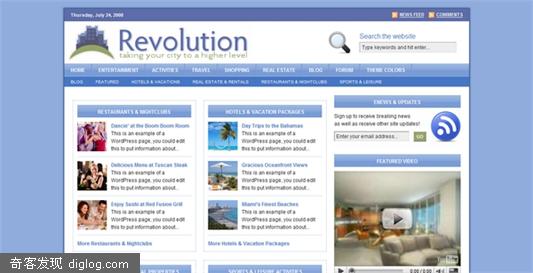 Thursday, July 24, 2008
NEWS FEED
COMMENTS
Revolution
taking your city to a higher level
Search the website
Type keywords and hit enter...
HOME ENTERTAINMENT ACTIVITIES TRAVEL SHOPPING REAL ESTATE BLOG FORUM THEME COLORS
BLOG FEATURED HOTELS & VACATIONS REAL ESTATE & RENTALS RESTAURANTS & NIGHTCLUBS SPORTS & LEISURE
RESTAURANTS & NIGHTCLUBS
Dancin' at the Boom Boom Room
This is an example of a
WordPress page, you could edit
this to put information about...
Delicious Menu at Tuscan Steak
This is an example of a
WordPress page, you could edit
this to put information about...
Enjoy Sushi at Red Fusion Grill
This is an example of a
WordPress page, you could edit
this to put information about...
More Restaurants & Nightclubs
HOTELS & VACATION PACKAGES
Day Trips to the Bahamas
This is an example of a
WordPress page, you could edit
this to put information about...
Gracious Oceanfront Views
This is an example of a
WordPress page, you could edit
this to put information about...
Miami's Finest Beaches
This is an example of a
WordPress page, you could edit
this to put information about...
More Hotels & Vacation Packages
ENEWS & UPDATES
Sign up to receive breaking news
as well as receive other site updates!
Enter your email address...
GO
FEATURED VIDEO
YouTube
0:00 / 0:00
PROPERTIES
SPORTS & LEISURE ACTIVITIES
奇客发现 diglog.com